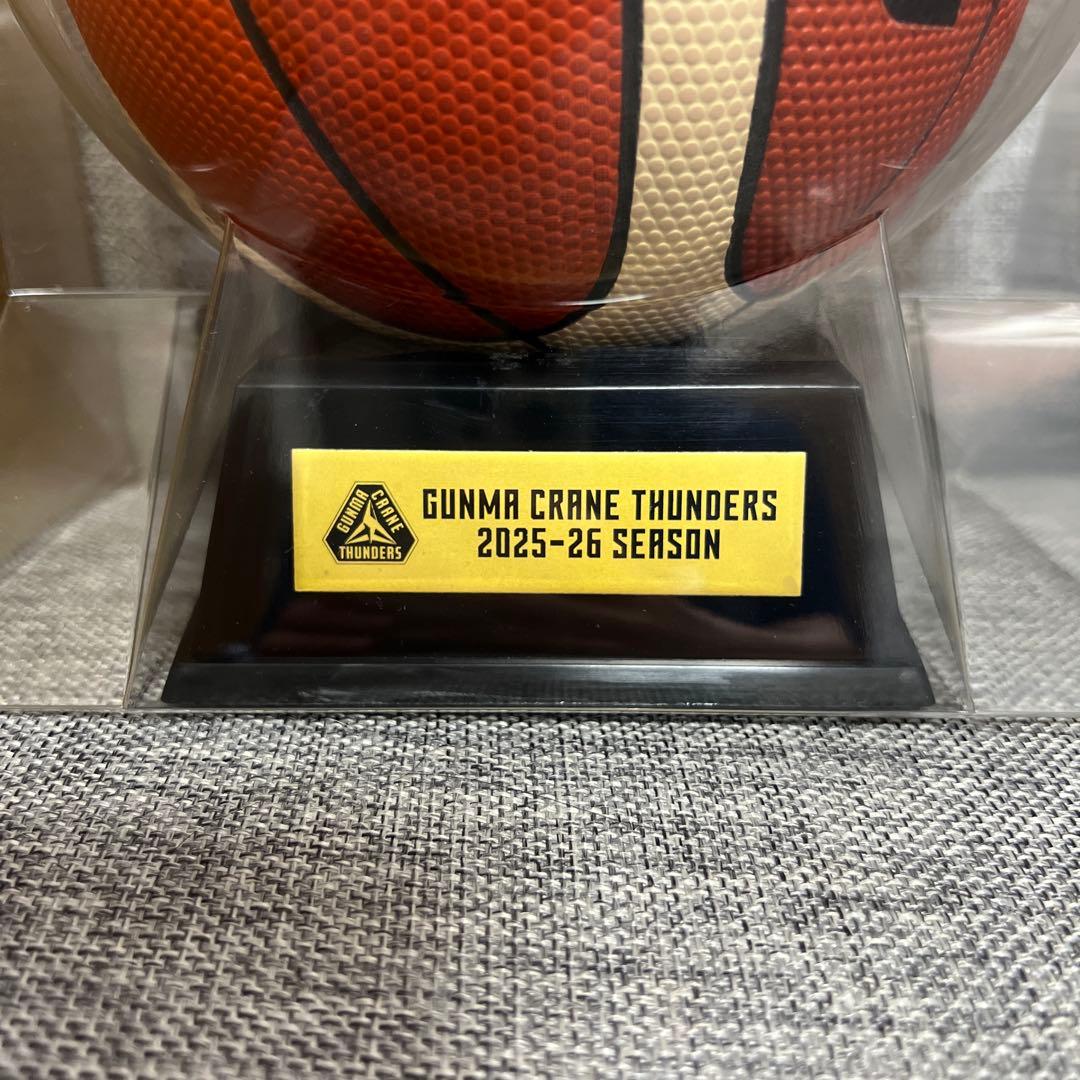 GUNMA CRANE
THUNDERS
GUNMA CRANE THUNDERS
2025-26 SEASON